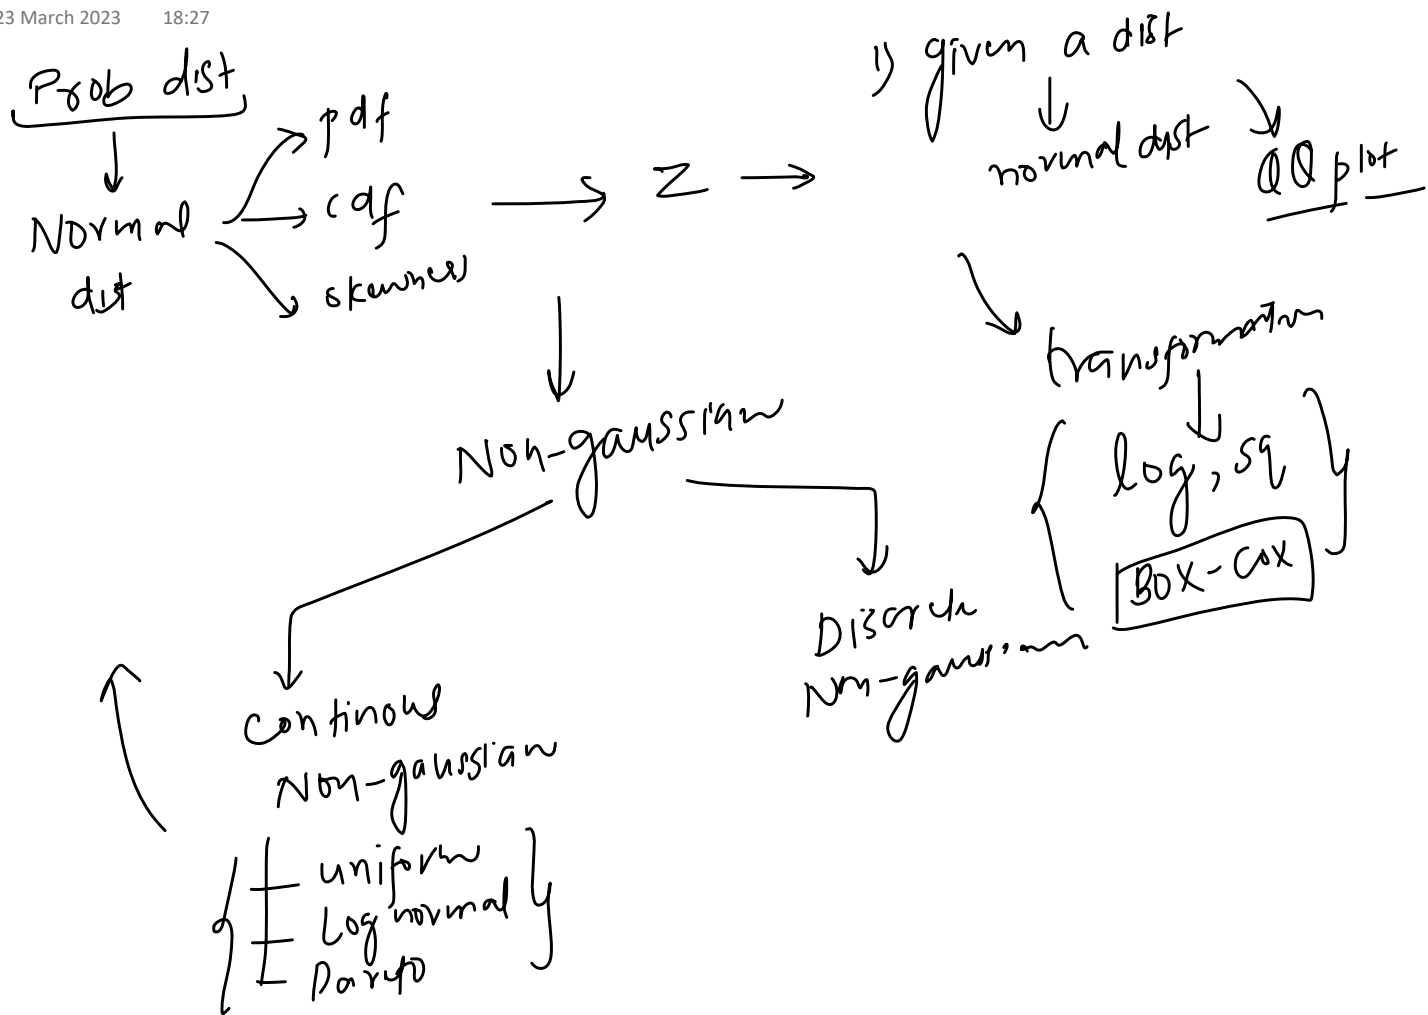 23 March 2023 18:27
Prob dist
Normal
dist
pdf
cdf
skewness
Z
1) given a dist
normal dist
QQ plot
transformation
log, sq
Box-Cox
Non-gaussian
Continous
Non-gaussian
uniform
Log normal
Pareto
Discrete
Non-gaussian